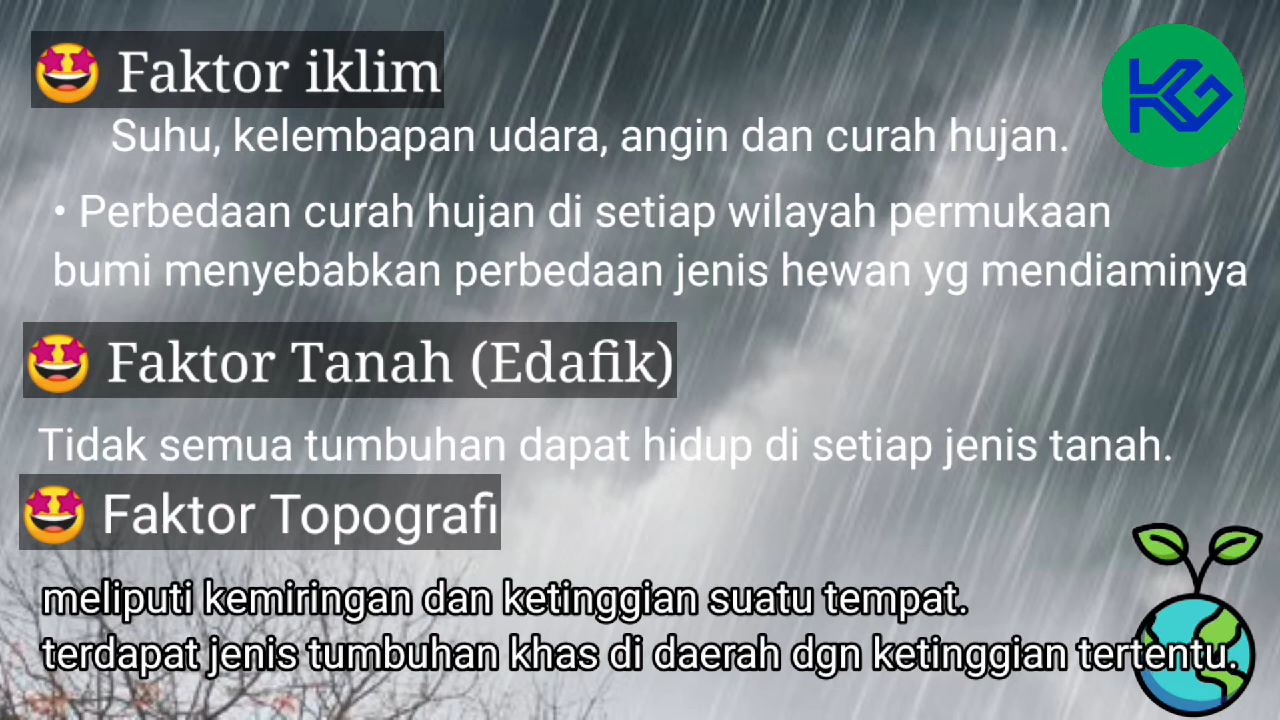 🤩 Faktor iklim
Suhu, kelembapan udara, angin dan curah hujan.
• Perbedaan curah hujan di setiap wilayah permukaan
bumi menyebabkan perbedaan jenis hewan yg mendiaminya
🤩 Faktor Tanah (Edafik)
Tidak semua tumbuhan dapat hidup di setiap jenis tanah.
🤩 Faktor Topografi
meliputi kemiringan dan ketinggian suatu tempat.
terdapat jenis tumbuhan khas di daerah dgn ketinggian tertentu.